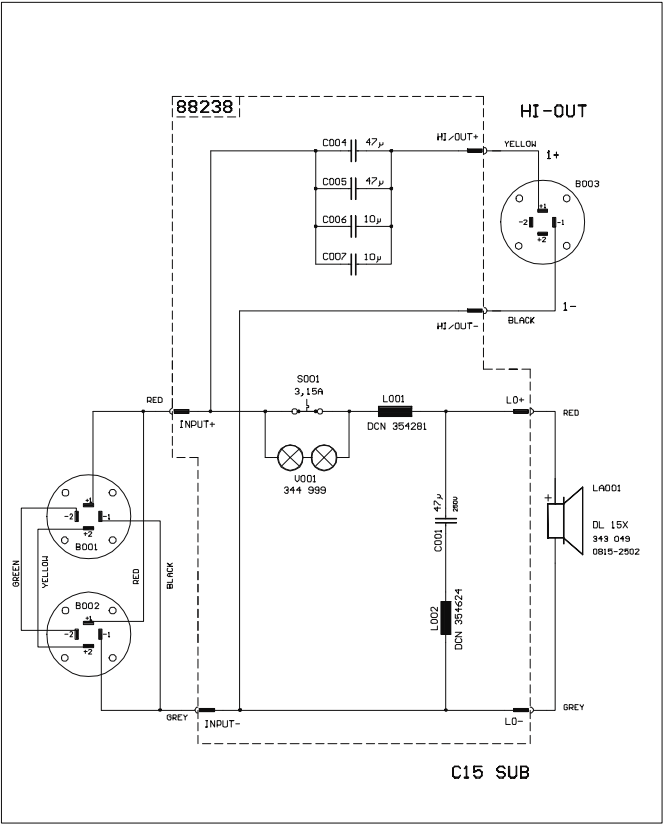 88238
HI-OUT
C004 47µ
HI/OUT+
YELLOW
1+
C005 47µ
B003
+1
-2 -1
+2
C006 10µ
C007 10µ
1-
BLACK
HI/OUT-
S001
3,15A
L001
DCN 354281
RED
INPUT+
LO+
RED
V001
344 999
+1
-2 -1
+2
B001
47µ
250V
C001
+
LA001
DL 15X
343 049
0815-2502
GREEN
YELLOW
RED
BLACK
B002
+1
-2 -1
+2
L002
DCN 354624
GREY
INPUT-
LO-
GREY
C15 SUB